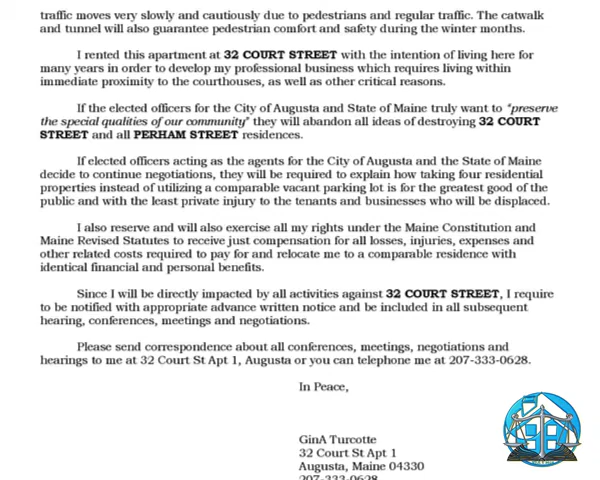 traffic moves very slowly and cautiously due to pedestrians and regular traffic. The catwalk
and tunnel will also guarantee pedestrian comfort and safety during the winter months.
I rented this apartment at 32 COURT STREET with the intention of living here for
many years in order to develop my professional business which requires living within
immediate proximity to the courthouses, as well as other critical reasons.
If the elected officers for the City of Augusta and State of Maine truly want to "preserve
the special qualities of our community" they will abandon all ideas of destroying 32 COURT
STREET and all PERHAM STREET residences.
If elected officers acting as the agents for the City of Augusta and the State of Maine
decide to continue negotiations, they will be required to explain how taking four residential
properties instead of utilizing a comparable vacant parking lot is for the greatest good of the
public and with the least private injury to the tenants and businesses who will be displaced.
I also reserve and will also exercise all my rights under the Maine Constitution and
Maine Revised Statutes to receive just compensation for all losses, injuries, expenses and
other related costs required to pay for and relocate me to a comparable residence with
identical financial and personal benefits.
Since I will be directly impacted by all activities against 32 COURT STREET, I require
to be notified with appropriate advance written notice and be included in all subsequent
hearing, conferences, meetings and negotiations.
Please send correspondence about all conferences, meetings, negotiations and
hearings to me at 32 Court St Apt 1, Augusta or you can telephone me at 207-333-0628.
In Peace,
GinA Turcotte
32 Court St Apt 1
Augusta, Maine 04330
207-333-0628